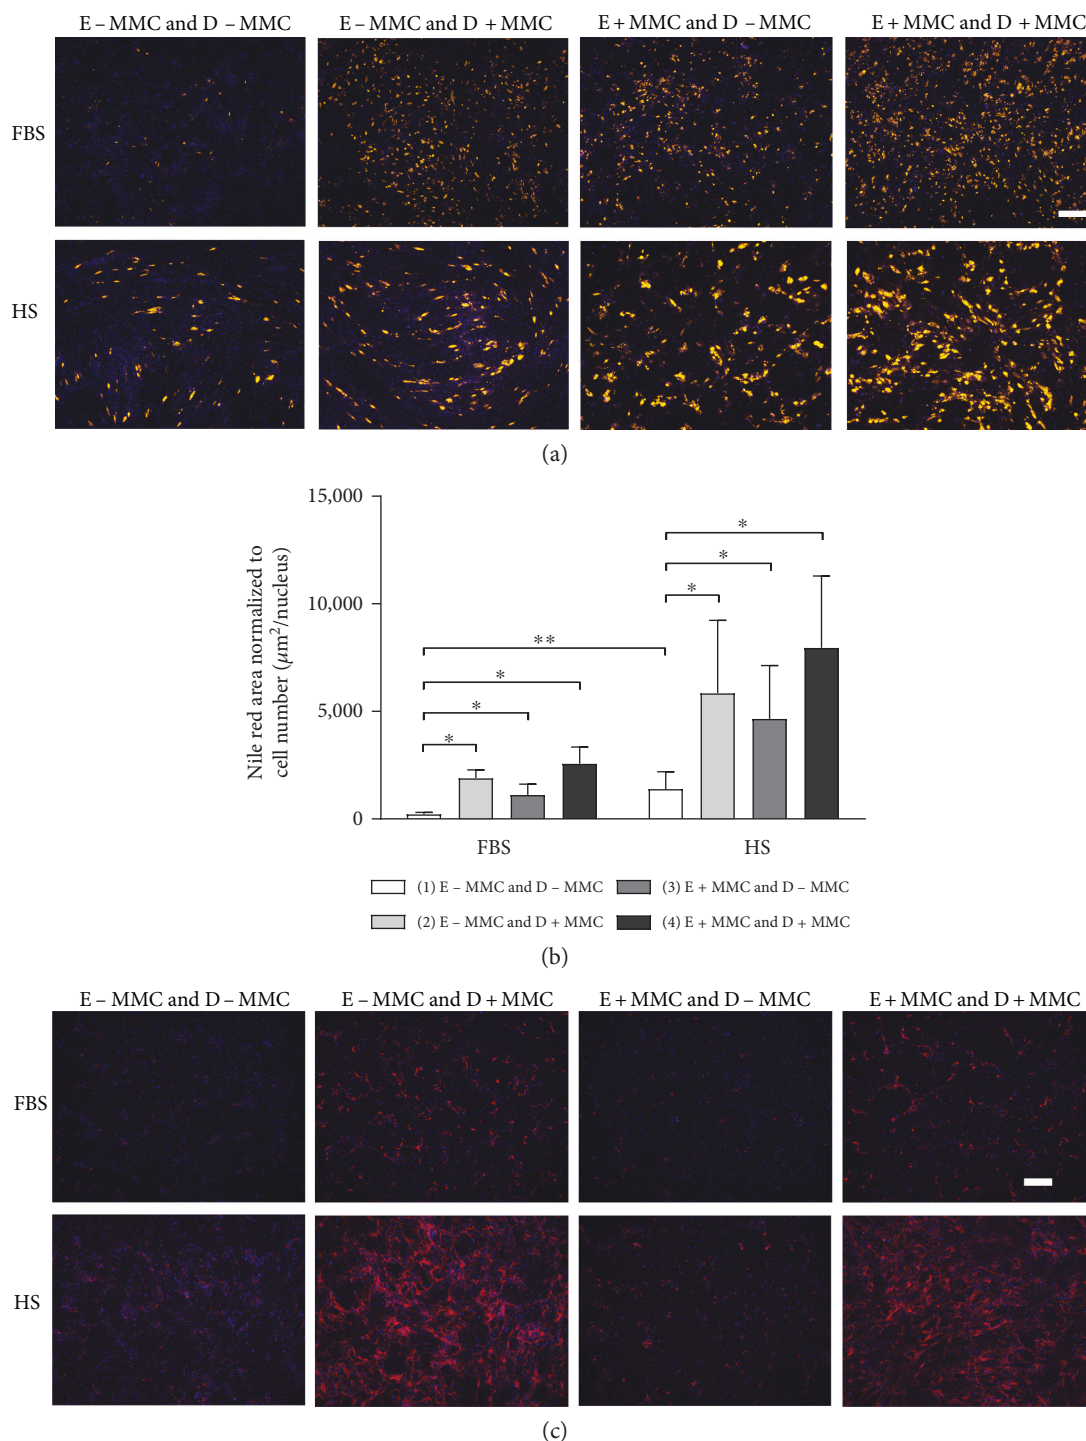 E – MMC and D – MMC
E – MMC and D + MMC
E + MMC and D – MMC
E + MMC and D + MMC
FBS
HS
(a)
Nile red area normalized to
cell number (μm²/nucleus)
15,000
10,000
5,000
0
*
*
*
**
*
*
*
FBS
HS
(1) E – MMC and D – MMC
(3) E + MMC and D – MMC
(2) E – MMC and D + MMC
(4) E + MMC and D + MMC
(b)
E – MMC and D – MMC
E – MMC and D + MMC
E + MMC and D – MMC
E + MMC and D + MMC
FBS
HS
(c)